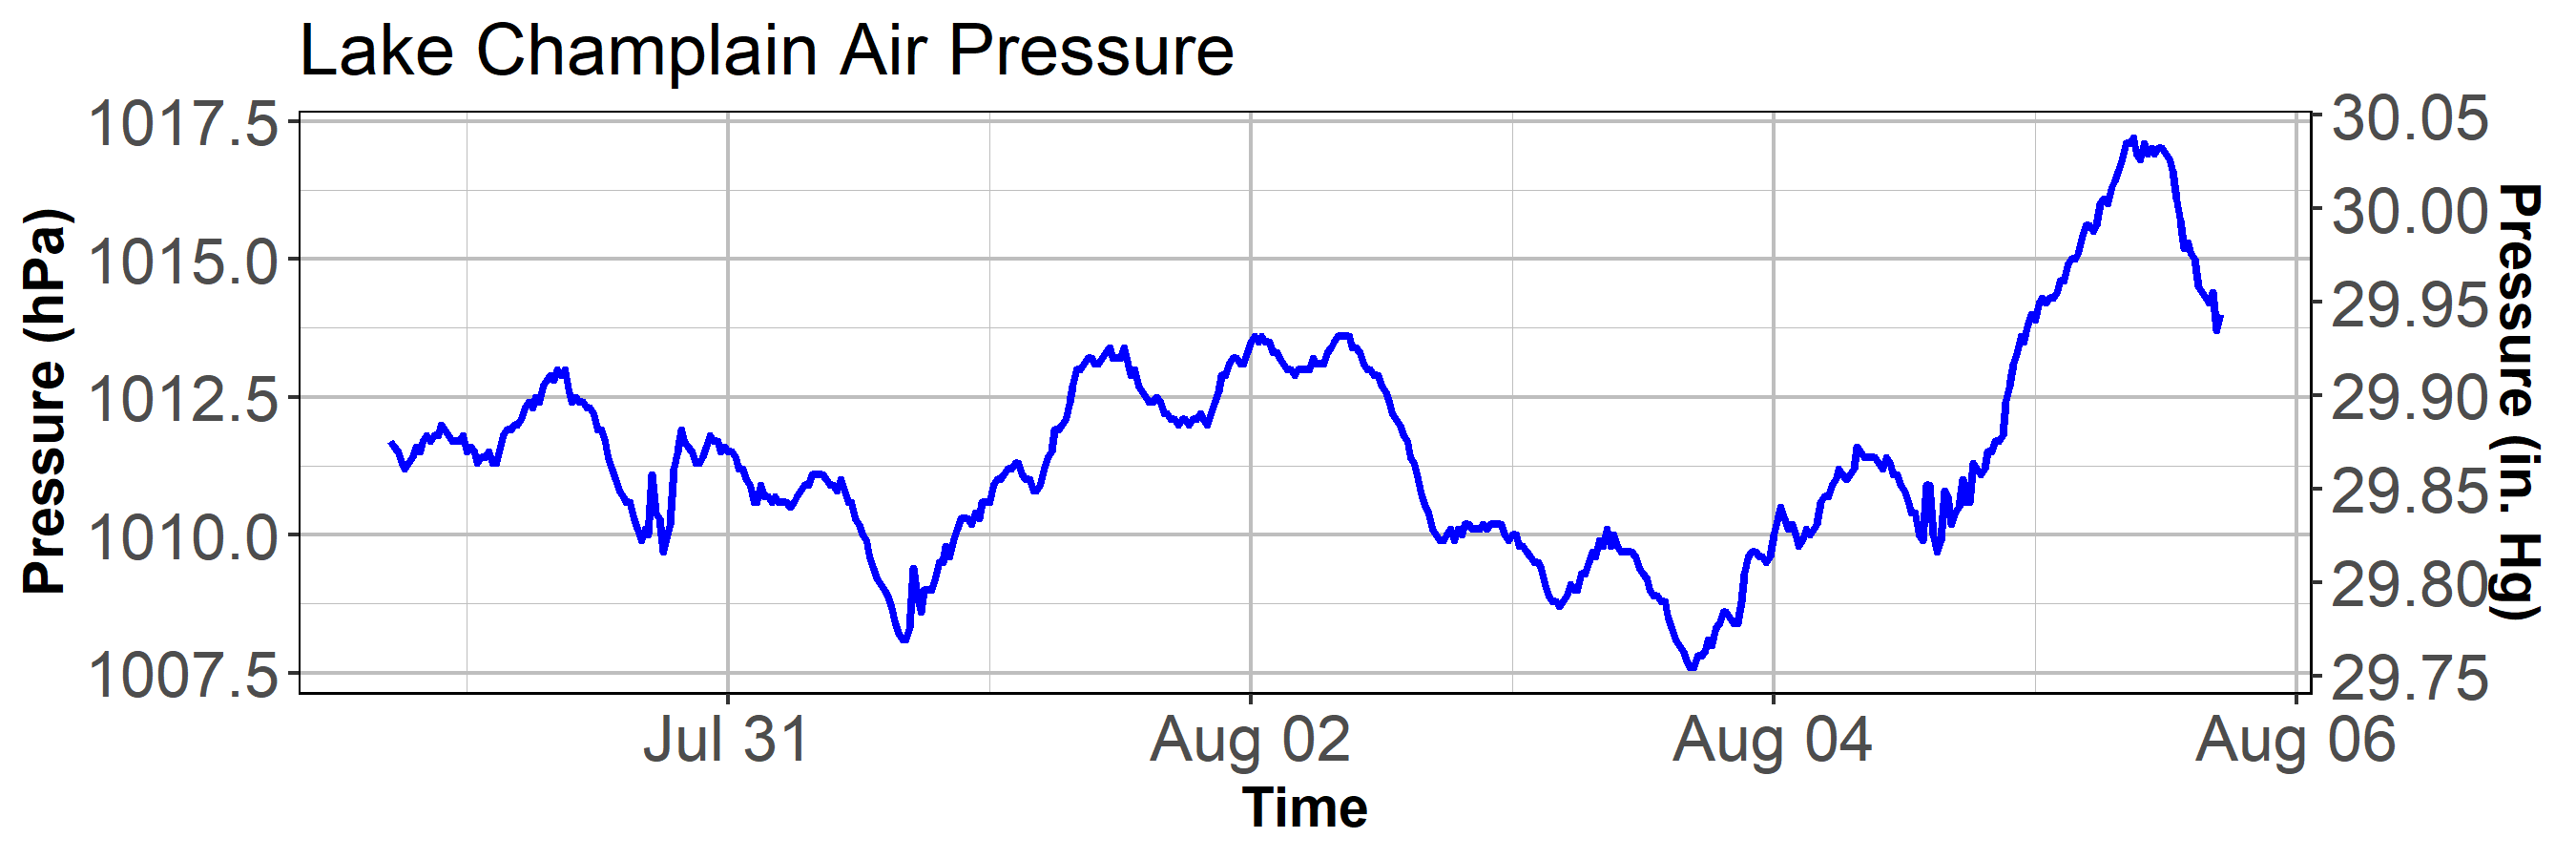 Lake Champlain Air Pressure
1017.5
1015.0
1012.5
1010.0
1007.5
Pressure (hPa)
30.05
30.00
29.95
29.90
29.85
29.80
29.75
Pressure (in. Hg)
Jul 31
Aug 02
Aug 04
Aug 06
Time